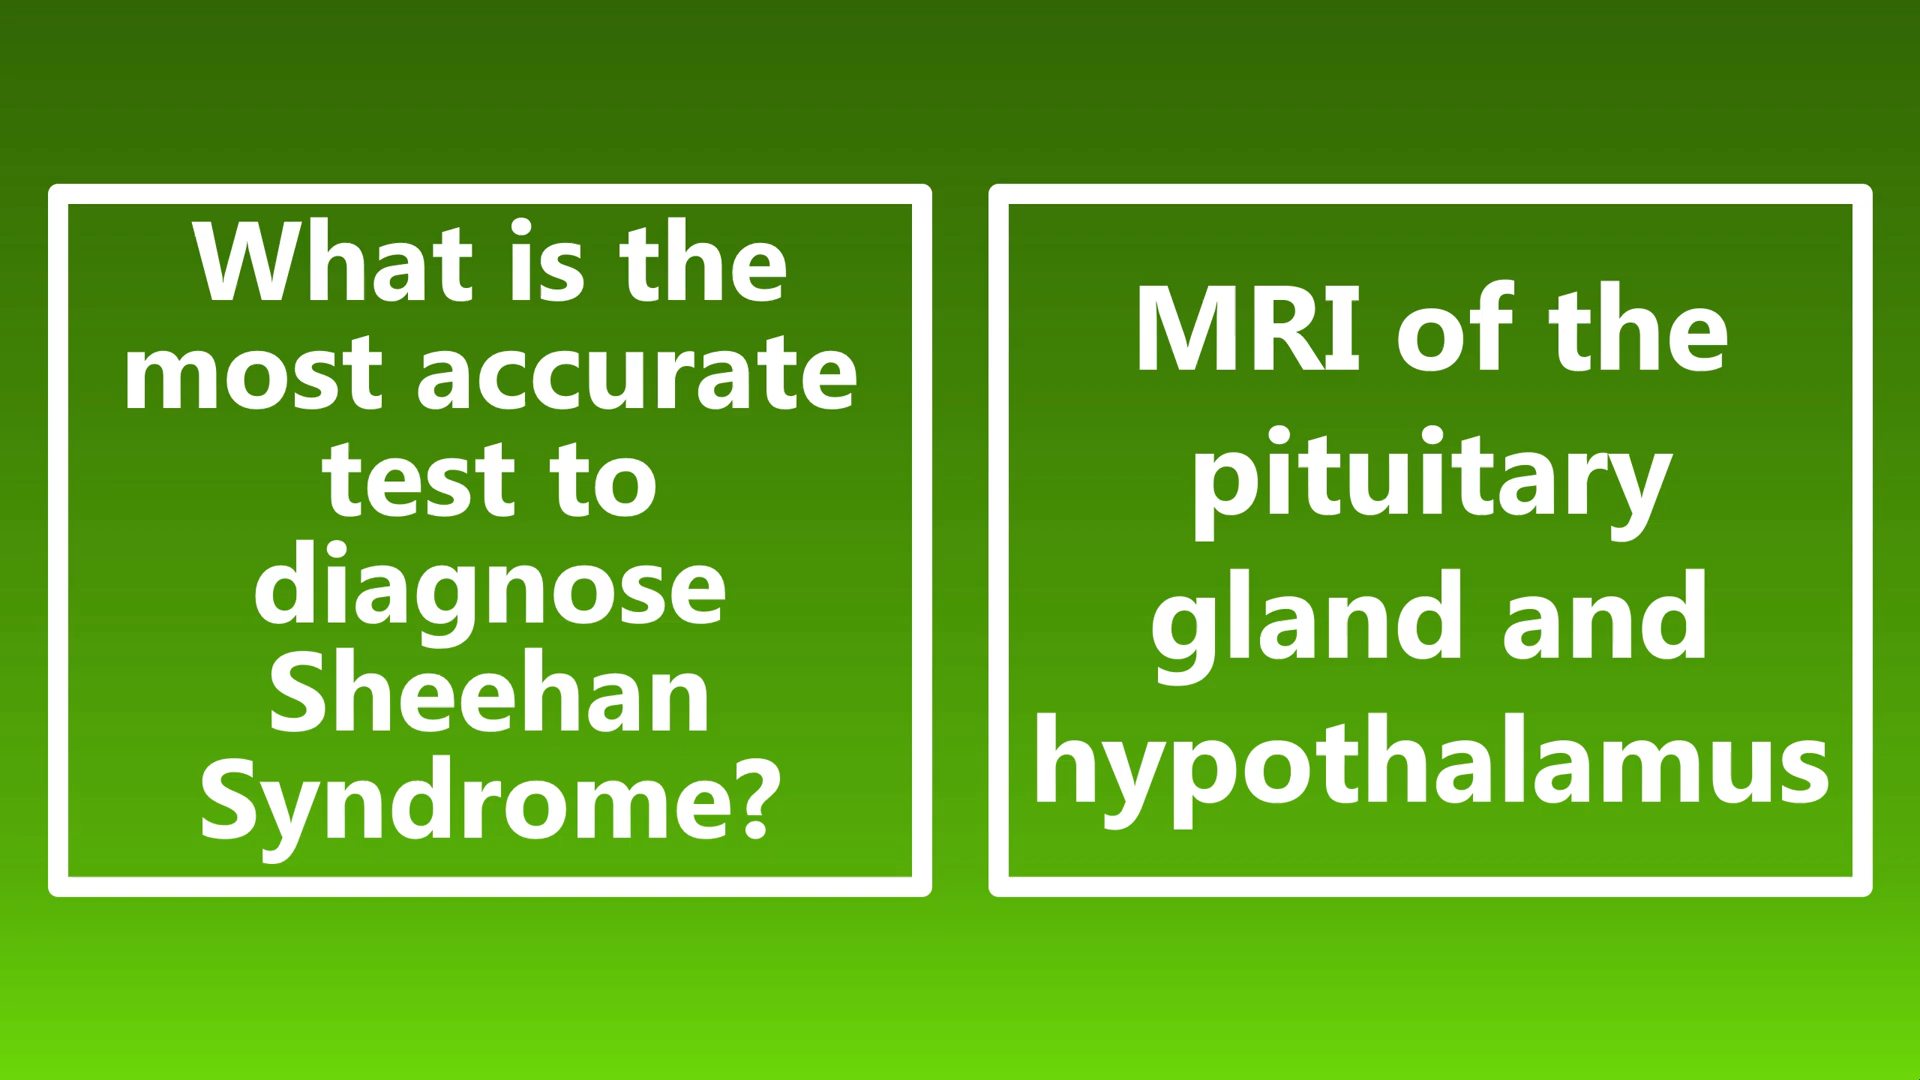 What is the
most accurate
test to
diagnose
Sheehan
Syndrome?
MRI of the
pituitary
gland and
hypothalamus